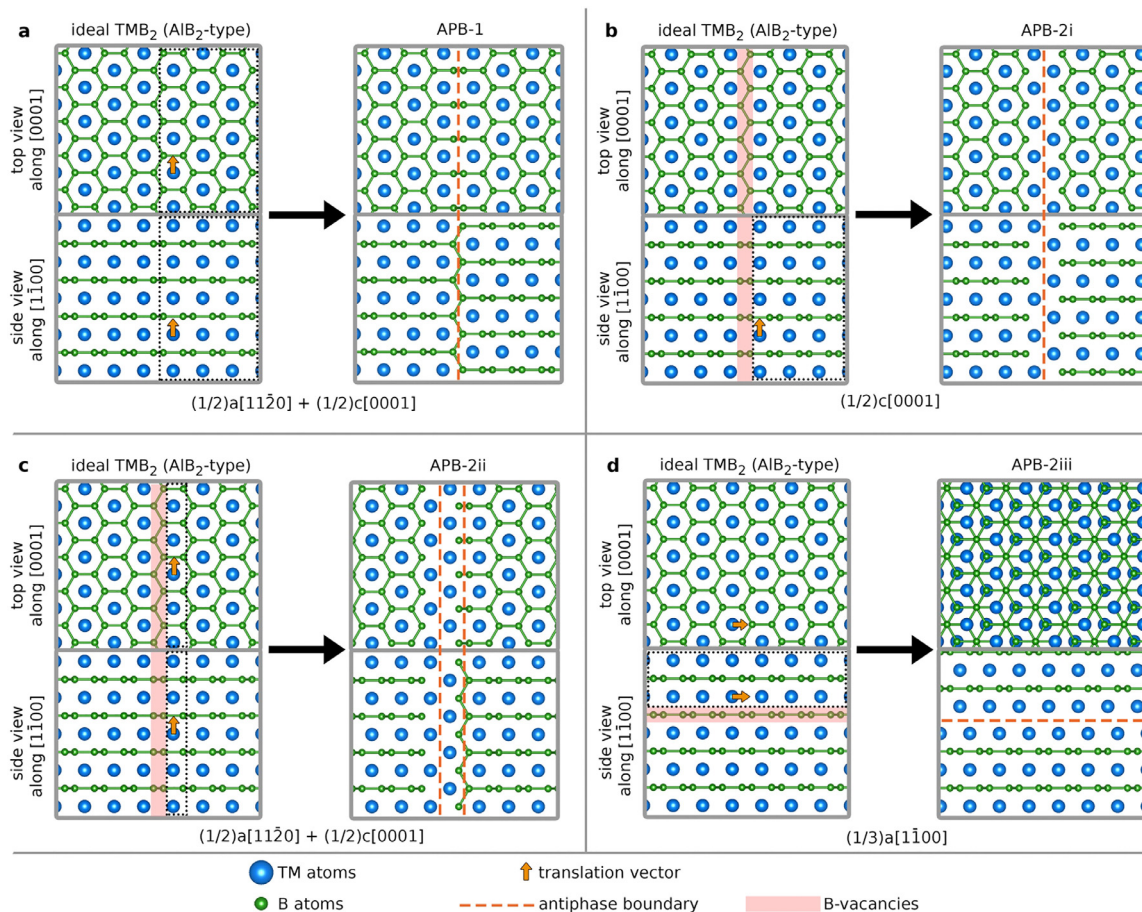 a
ideal TMB₂ (AlB₂-type)
APB-1
top view
along [0001]
side view
along [11̄00]
(1/2)a[112̄0] + (1/2)c[0001]
b
ideal TMB₂ (AlB₂-type)
APB-2i
top view
along [0001]
side view
along [11̄00]
(1/2)c[0001]
c
ideal TMB₂ (AlB₂-type)
APB-2ii
top view
along [0001]
side view
along [11̄00]
(1/2)a[112̄0] + (1/2)c[0001]
d
ideal TMB₂ (AlB₂-type)
APB-2iii
top view
along [0001]
side view
along [11̄00]
(1/3)a[11̄00]
TM atoms
translation vector
B atoms
antiphase boundary
B-vacancies